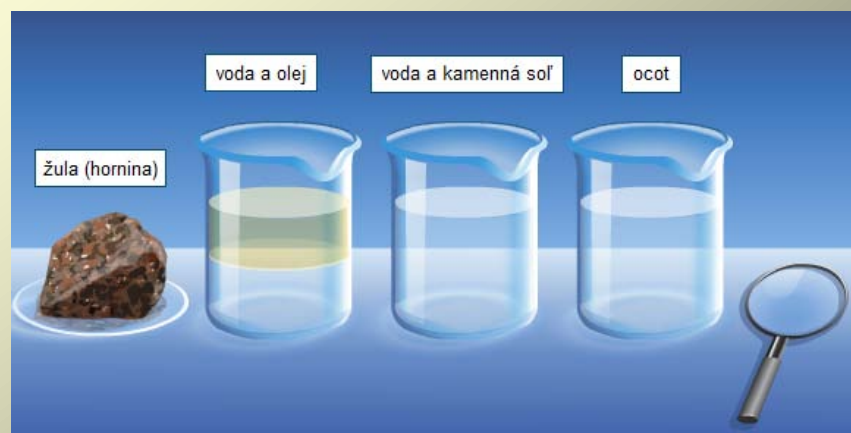 voda a olej
voda a kamenná soľ
ocot
žula (hornina)